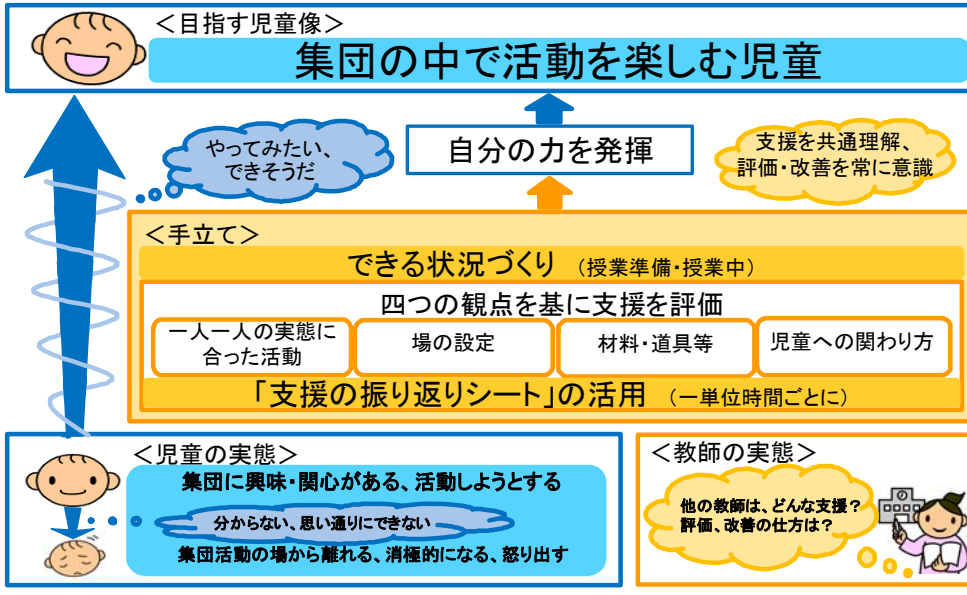 ＜目指す児童像＞
集団の中で活動を楽しむ児童
やってみたい、
できそうだ
自分の力を発揮
支援を共通理解、
評価・改善を常に意識
＜手立て＞
できる状況づくり （授業準備・授業中）
四つの観点を基に支援を評価
一人一人の実態に
合った活動
場の設定
材料・道具等
児童への関わり方
「支援の振り返りシート」の活用 （一単位時間ごとに）
＜児童の実態＞
集団に興味・関心がある、活動しようとする
分からない、思い通りにできない
集団活動の場から離れる、消極的になる、怒り出す
＜教師の実態＞
他の教師は、どんな支援？
評価、改善の仕方は？